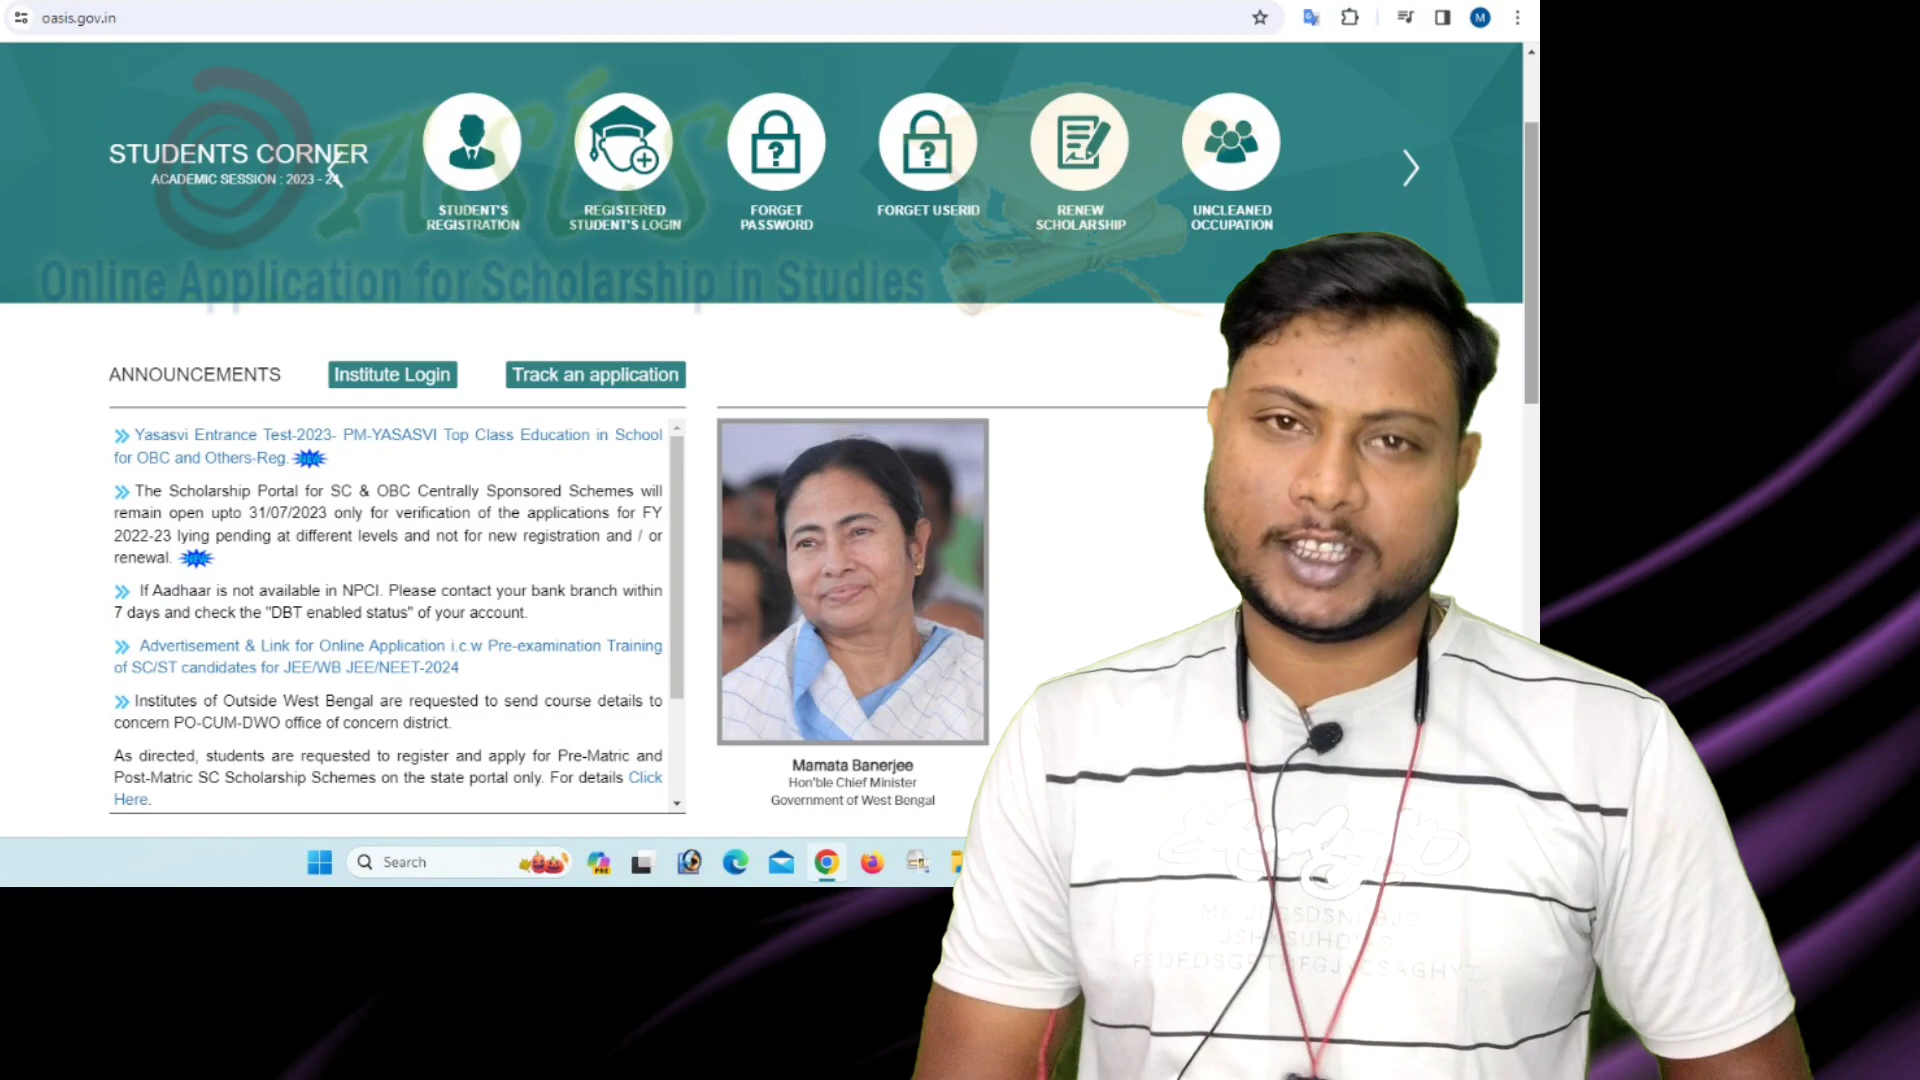 oasis.gov.in
M
STUDENTS CORNER
ACADEMIC SESSION : 2023 - 24
STUDENT'S
REGISTRATION
REGISTERED
STUDENT'S LOGIN
FORGET
PASSWORD
FORGET USERID
RENEW
SCHOLARSHIP
UNCLEANED
OCCUPATION
OASIS
Online Application for Scholarship in Studies
ANNOUNCEMENTS
Institute Login
Track an application
Yasasvi Entrance Test-2023- PM-YASASVI Top Class Education in School
for OBC and Others-Reg. NEW
The Scholarship Portal for SC & OBC Centrally Sponsored Schemes will
remain open upto 31/07/2023 only for verification of the applications for FY
2022-23 lying pending at different levels and not for new registration and / or
renewal. NEW
If Aadhaar is not available in NPCI. Please contact your bank branch within
7 days and check the "DBT enabled status" of your account.
Advertisement & Link for Online Application i.c.w Pre-examination Training
of SC/ST candidates for JEE/WB JEE/NEET-2024
Institutes of Outside West Bengal are requested to send course details to
concern PO-CUM-DWO office of concern district.
As directed, students are requested to register and apply for Pre-Matric and
Post-Matric SC Scholarship Schemes on the state portal only. For details Click
Here.
Mamata Banerjee
Hon'ble Chief Minister
Government of West Bengal
Search
PRE